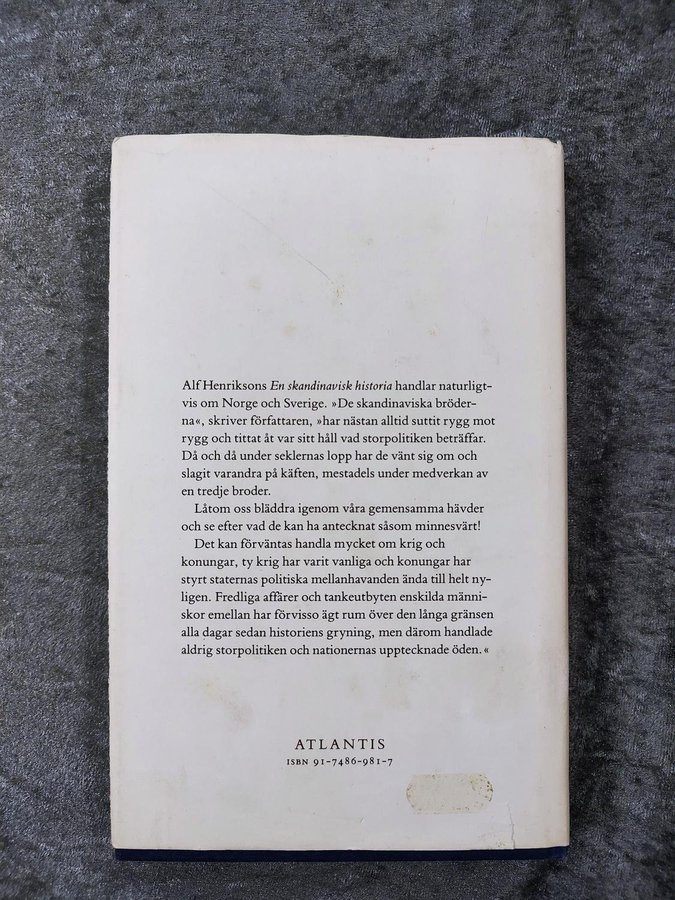 Alf Henriksons En skandinavisk historia handlar naturligt-
vis om Norge och Sverige. »De skandinaviska bröder-
na«, skriver författaren, »har nästan alltid suttit rygg mot
rygg och tittat åt var sitt håll vad storpolitiken beträffar.
Då och då under seklernas lopp har de vänt sig om och
slagit varandra på käften, mestadels under medverkan av
en tredje broder.
Låtom oss bläddra igenom våra gemensamma hävder
och se efter vad de kan ha antecknat såsom minnesvärt!
Det kan förväntas handla mycket om krig och
konungar, ty krig har varit vanliga och konungar har
styrt staternas politiska mellanhavanden ända till helt ny-
ligen. Fredliga affärer och tankeutbyten enskilda männi-
skor emellan har förvisso ägt rum över den långa gränsen
alla dagar sedan historiens gryning, men därom handlade
aldrig storpolitiken och nationernas upptecknade öden.«
ATLANTIS
ISBN 91-7486-981-7